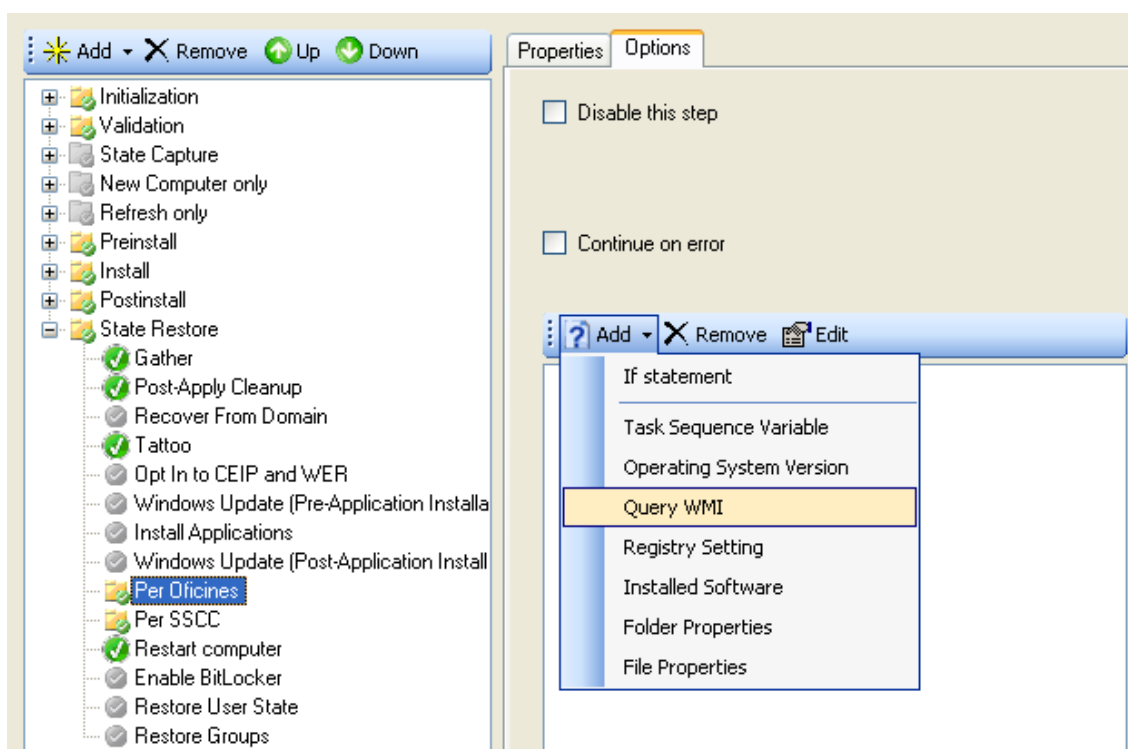 Add Remove Up Down
Initialization
Validation
State Capture
New Computer only
Refresh only
Preinstall
Install
Postinstall
State Restore
Gather
Post-Apply Cleanup
Recover From Domain
Tattoo
Opt In to CEIP and WER
Windows Update (Pre-Application Installa
Install Applications
Windows Update (Post-Application Install
Per Oficines
Per SSCC
Restart computer
Enable BitLocker
Restore User State
Restore Groups
Properties Options
Disable this step
Continue on error
Add Remove Edit
If statement
Task Sequence Variable
Operating System Version
Query WMI
Registry Setting
Installed Software
Folder Properties
File Properties